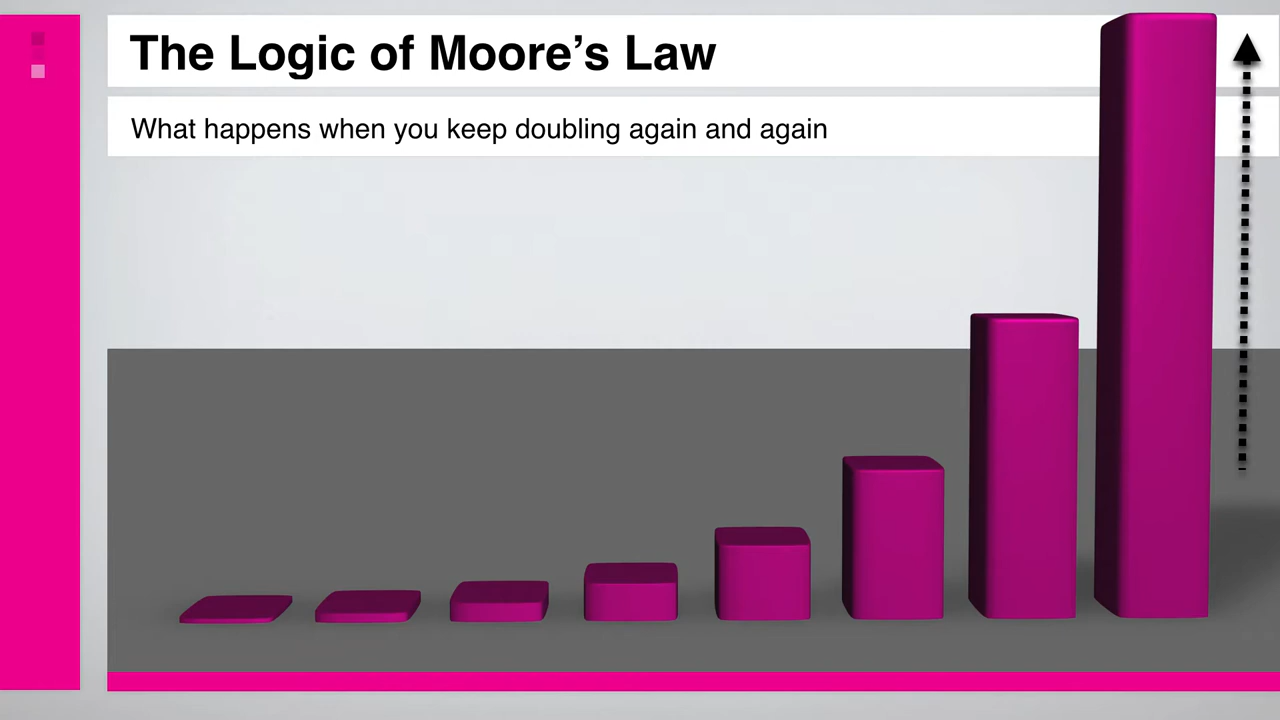 The Logic of Moore’s Law
What happens when you keep doubling again and again